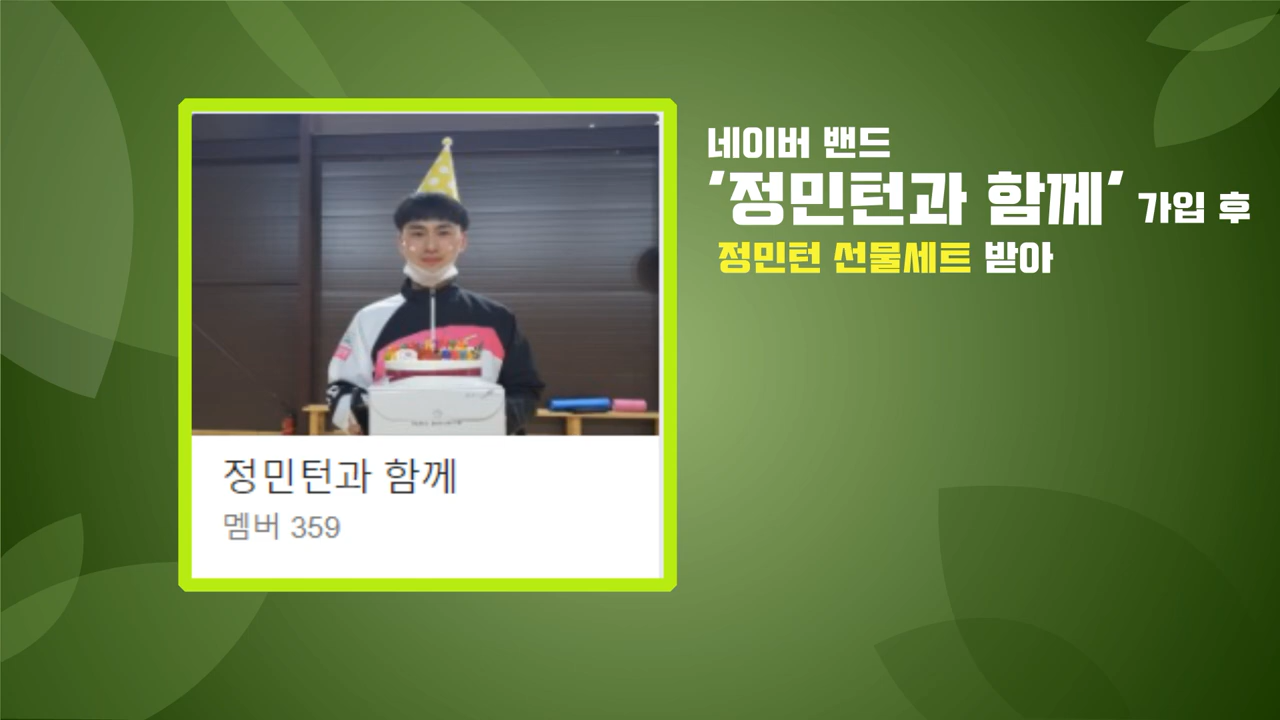 네이버 밴드
‘정민턴과 함께‘ 가입 후
정민턴 선물세트 받아
정민턴과 함께
멤버 359